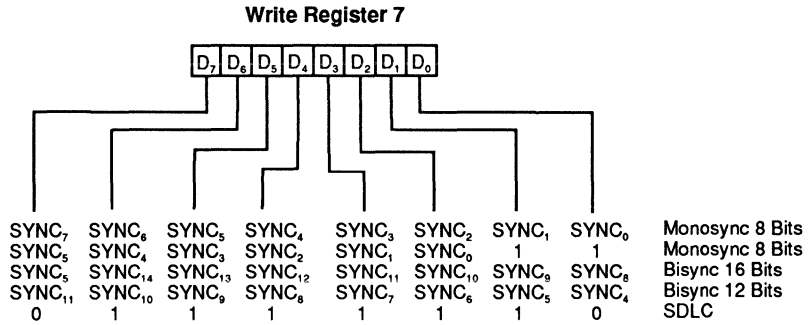 Write Register 7
D₇ D₆ D₅ D₄ D₃ D₂ D₁ D₀
SYNC₇ SYNC₆ SYNC₅ SYNC₄ SYNC₃ SYNC₂ SYNC₁ SYNC₀ Monosync 8 Bits
SYNC₅ SYNC₄ SYNC₃ SYNC₂ SYNC₁ SYNC₀ 1 1 Monosync 8 Bits
SYNC₅ SYNC₁₄ SYNC₁₃ SYNC₁₂ SYNC₁₁ SYNC₁₀ SYNC₉ SYNC₈ Bisync 16 Bits
SYNC₁₁ SYNC₁₀ SYNC₉ SYNC₈ SYNC₇ SYNC₆ SYNC₅ SYNC₄ Bisync 12 Bits
0 1 1 1 1 1 1 0 SDLC